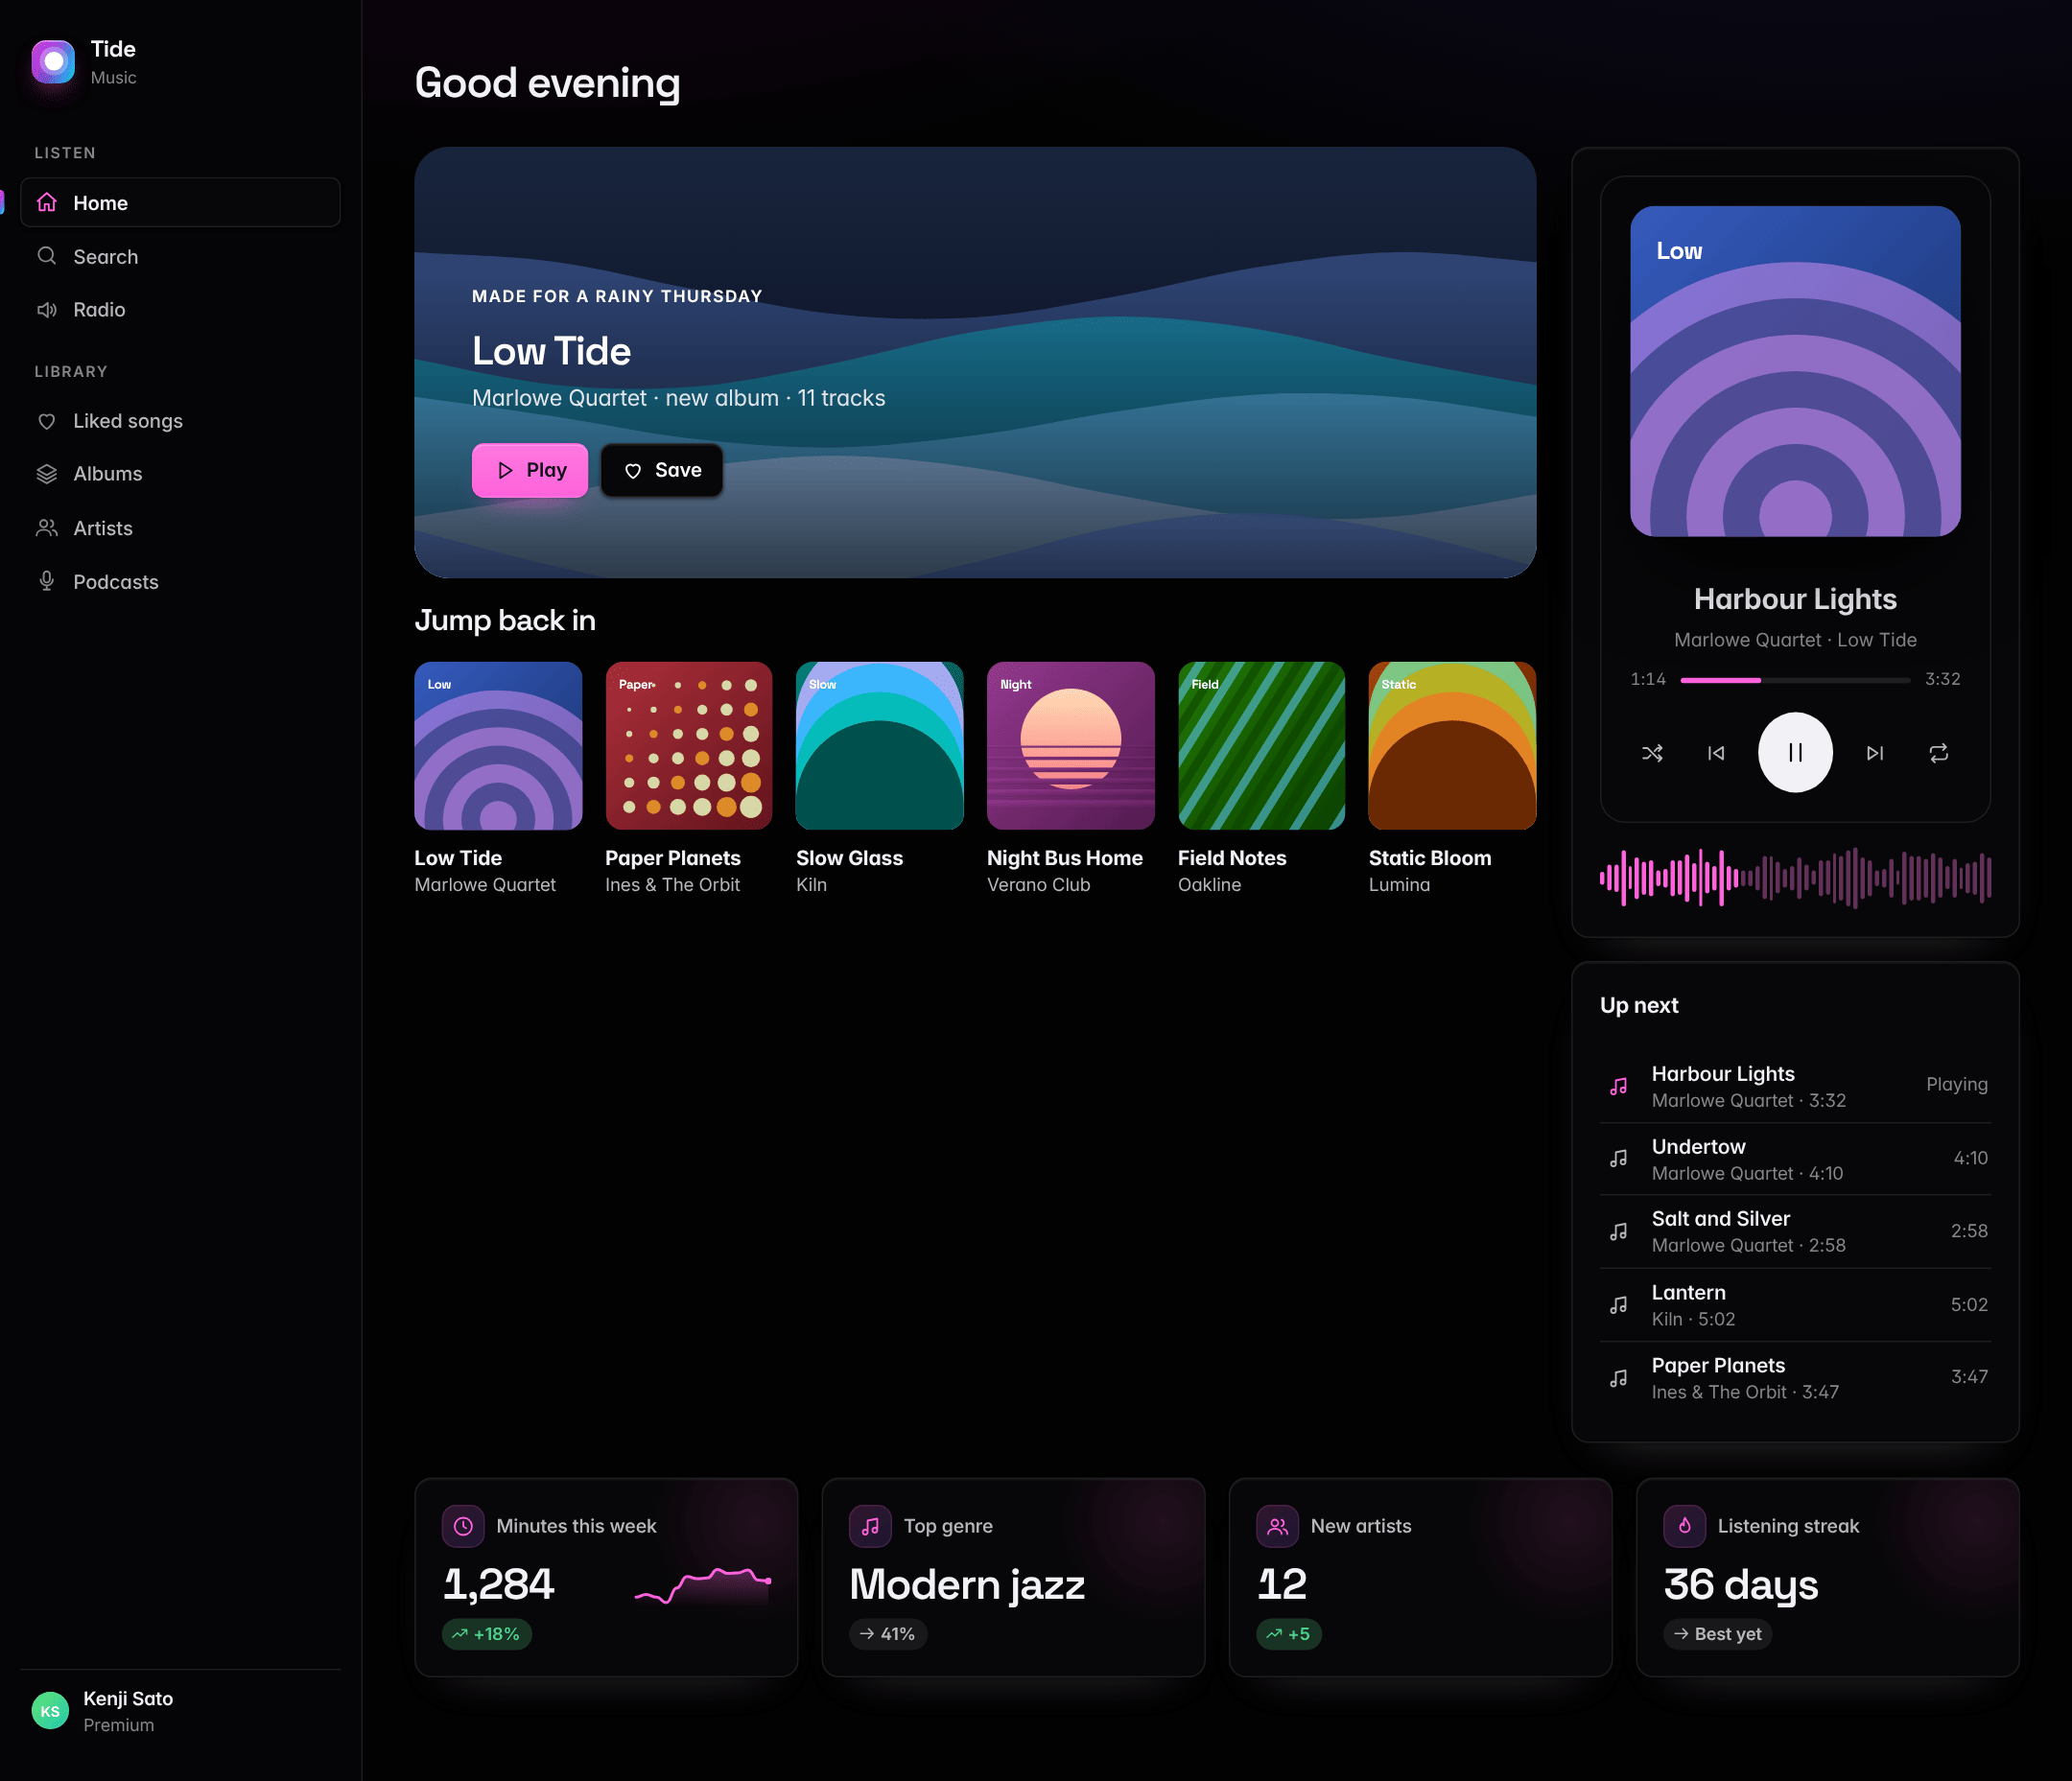 Tide
Music
LISTEN
Home
Search
Radio
LIBRARY
Liked songs
Albums
Artists
Podcasts
KS
Kenji Sato
Premium
Good evening
MADE FOR A RAINY THURSDAY
Low Tide
Marlowe Quartet · new album · 11 tracks
Play
Save
Jump back in
Low
Low Tide
Marlowe Quartet
Paper
Paper Planets
Ines & The Orbit
Slow
Slow Glass
Kiln
Night
Night Bus Home
Verano Club
Field
Field Notes
Oakline
Static
Static Bloom
Lumina
Low
Harbour Lights
Marlowe Quartet · Low Tide
1:14
3:32
Up next
Harbour Lights
Marlowe Quartet · 3:32
Playing
Undertow
Marlowe Quartet · 4:10
4:10
Salt and Silver
Marlowe Quartet · 2:58
2:58
Lantern
Kiln · 5:02
5:02
Paper Planets
Ines & The Orbit · 3:47
3:47
Minutes this week
1,284
+18%
Top genre
Modern jazz
41%
New artists
12
+5
Listening streak
36 days
Best yet